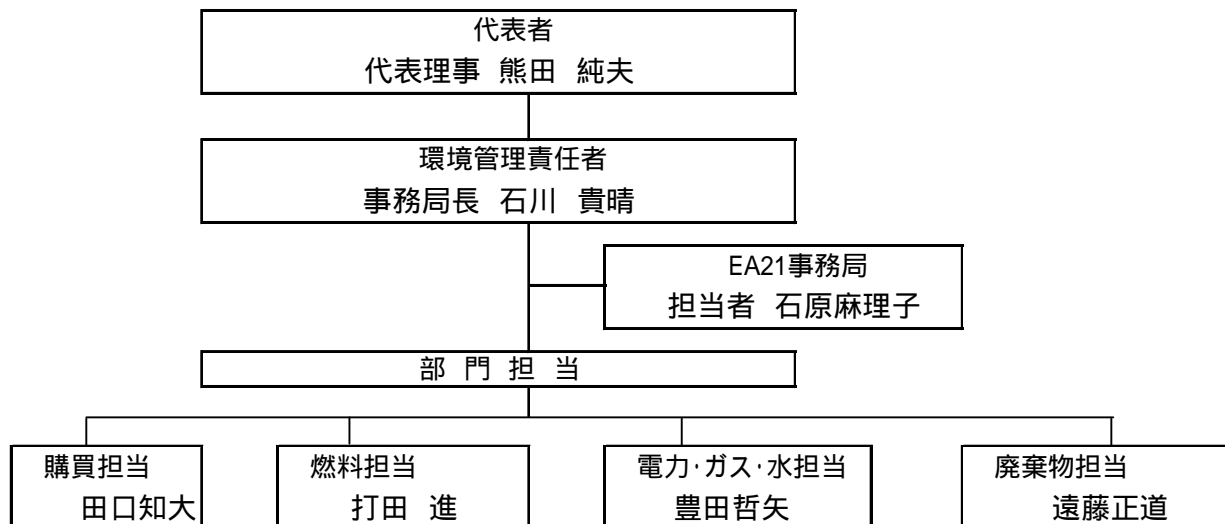 代表者
代表理事 熊田 純夫
環境管理責任者
事務局長 石川 貴晴
EA21事務局
担当者 石原麻理子
部 門 担 当
購買担当
田口知大
燃料担当
打田 進
電力・ガス・水担当
豊田哲矢
廃棄物担当
遠藤正道